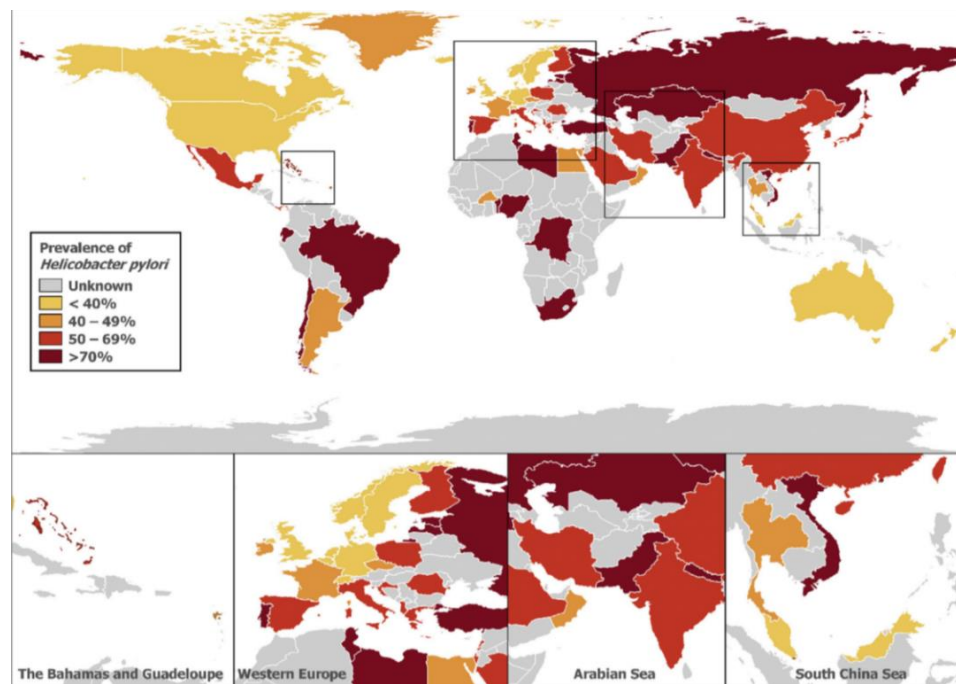 Prevalence of
Helicobacter pylori
Unknown
< 40%
40 – 49%
50 – 69%
>70%
The Bahamas and Guadeloupe
Western Europe
Arabian Sea
South China Sea